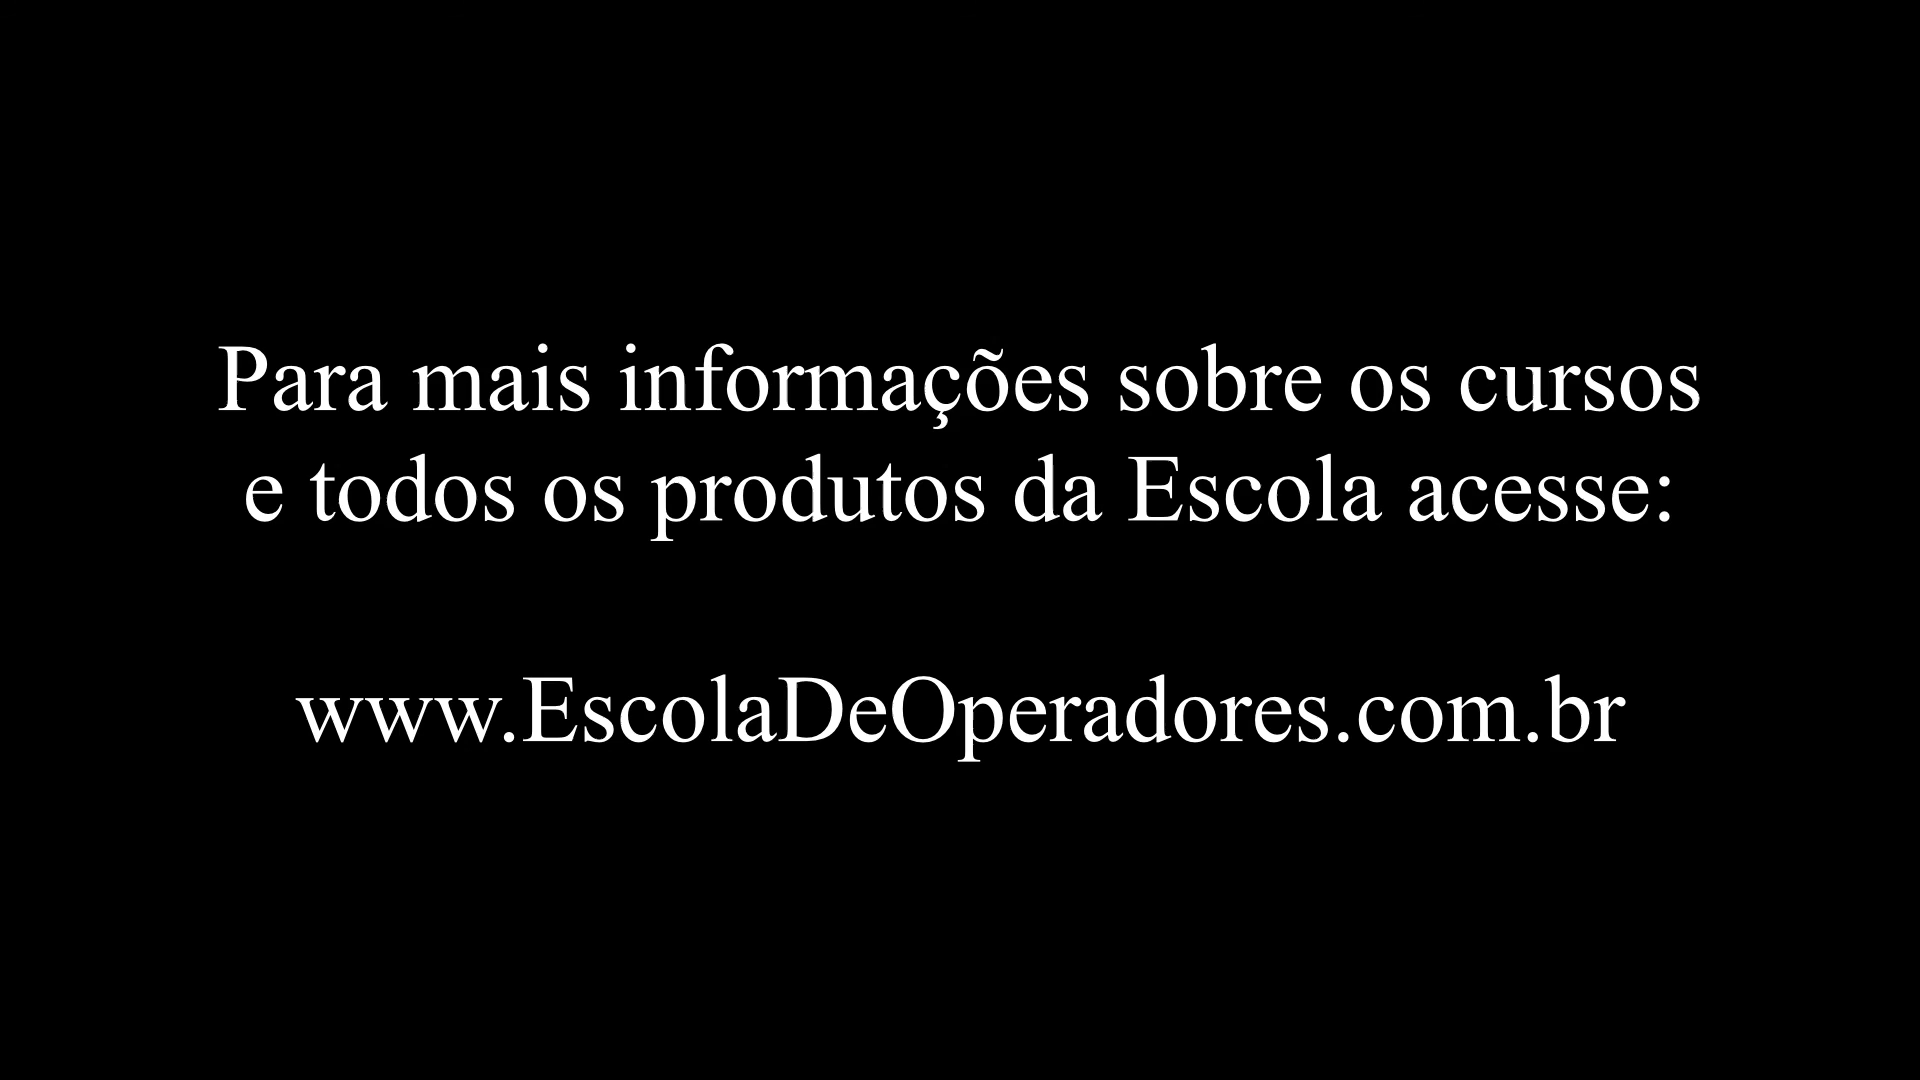 Para mais informações sobre os cursos
e todos os produtos da Escola acesse:
www.EscolaDeOperadores.com.br